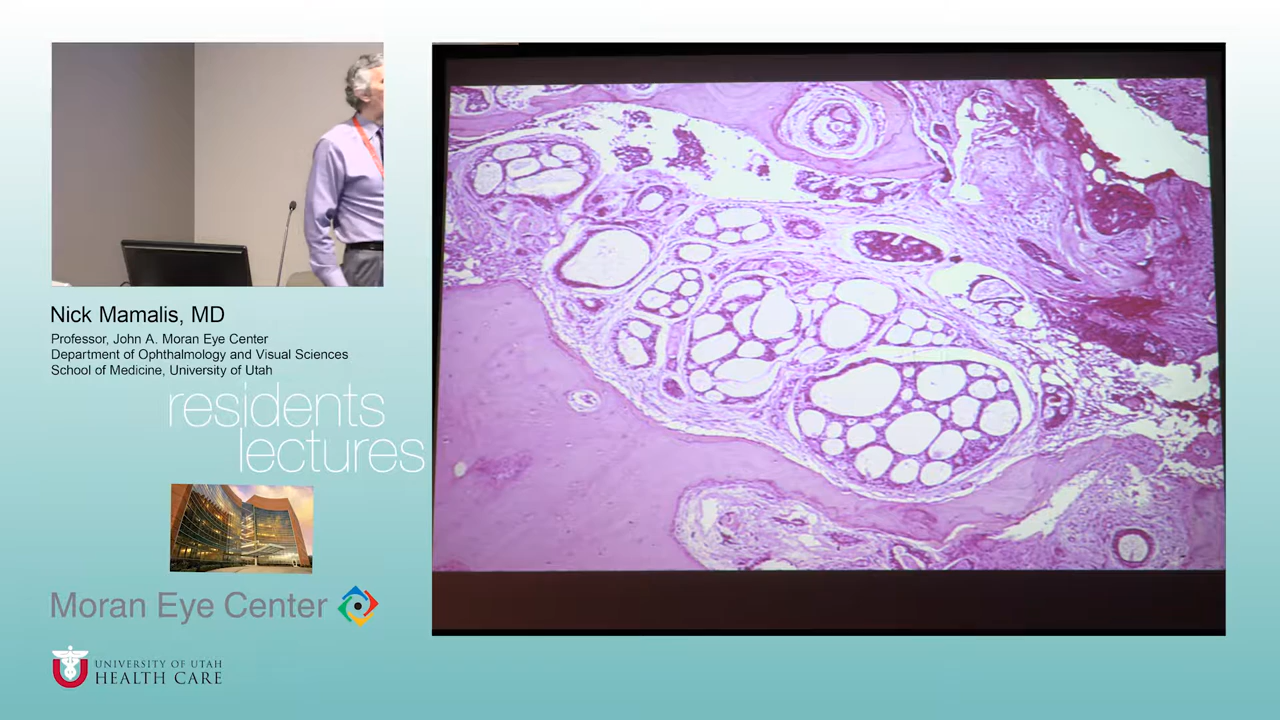 Nick Mamalis, MD
Professor, John A. Moran Eye Center
Department of Ophthalmology and Visual Sciences
School of Medicine, University of Utah
residents
lectures
Moran Eye Center
UNIVERSITY OF UTAH
HEALTH CARE